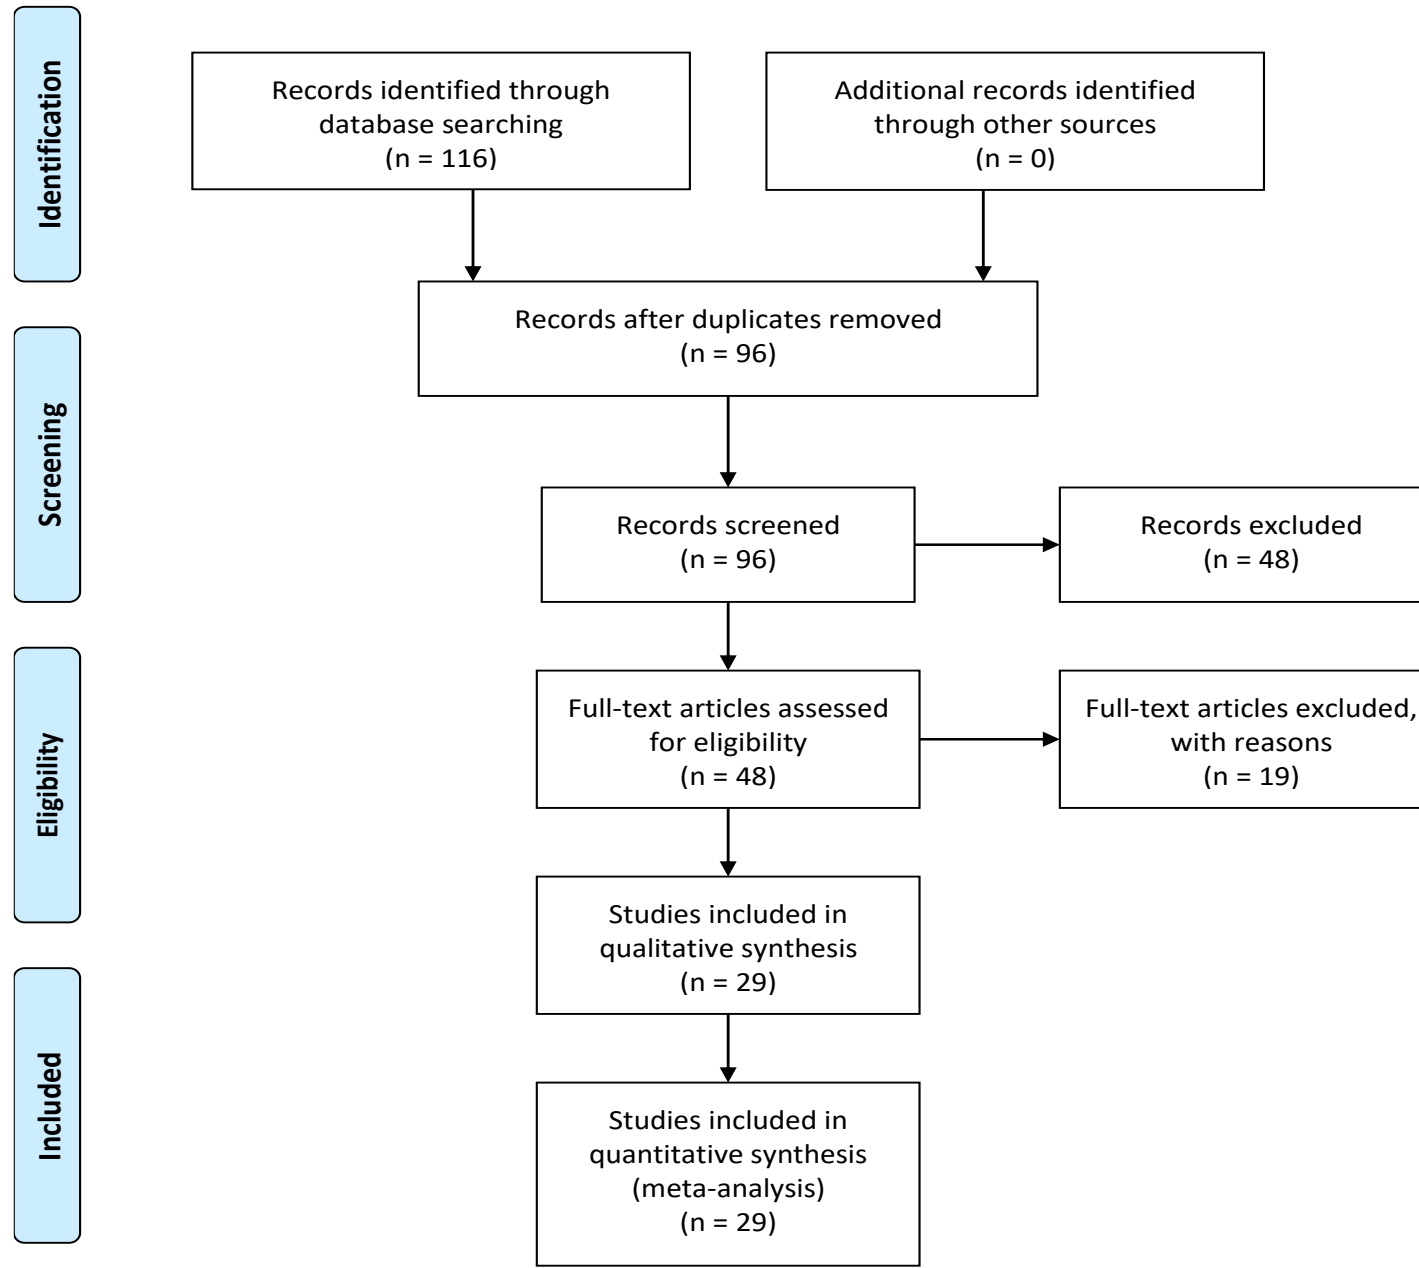 Identification
Records identified through
database searching
(n = 116)
Additional records identified
through other sources
(n = 0)
Records after duplicates removed
(n = 96)
Screening
Records screened
(n = 96)
Records excluded
(n = 48)
Eligibility
Full-text articles assessed
for eligibility
(n = 48)
Full-text articles excluded,
with reasons
(n = 19)
Studies included in
qualitative synthesis
(n = 29)
Included
Studies included in
quantitative synthesis
(meta-analysis)
(n = 29)